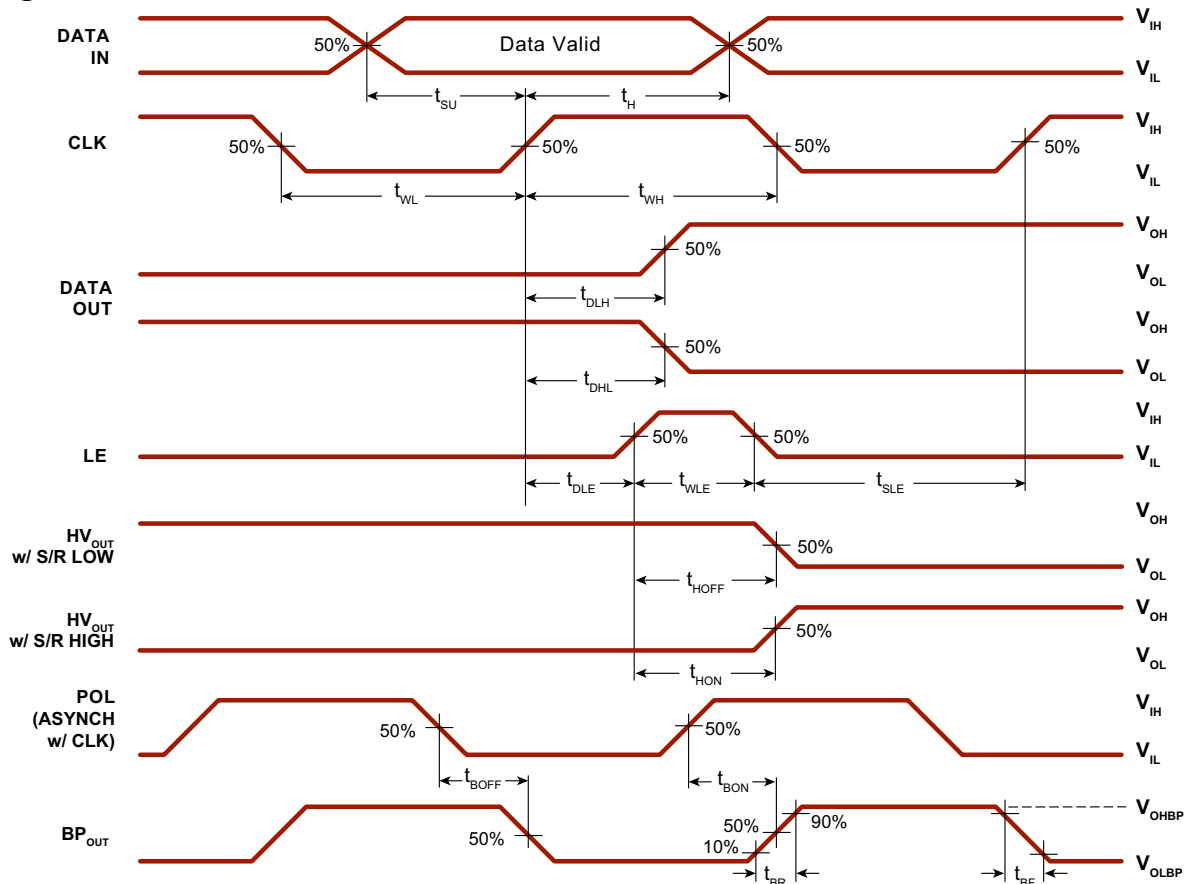 DATA IN
50%
Data Valid
50%
V_IH
V_IL
t_SU
t_H
CLK
50%
50%
50%
50%
V_IH
V_IL
t_WL
t_WH
DATA OUT
50%
V_OH
V_OL
t_DLH
50%
V_OH
V_OL
t_DHL
LE
50%
50%
V_IH
V_IL
t_DLE
t_WLE
t_SLE
HV_OUT
w/ S/R LOW
50%
V_OH
V_OL
t_HOFF
HV_OUT
w/ S/R HIGH
50%
V_OH
V_OL
t_HON
POL
(ASYNCH
w/ CLK)
50%
50%
V_IH
V_IL
t_BOFF
t_BON
BP_OUT
50%
10%
50%
90%
V_OHBP
V_OLBP
t_BR
t_BF